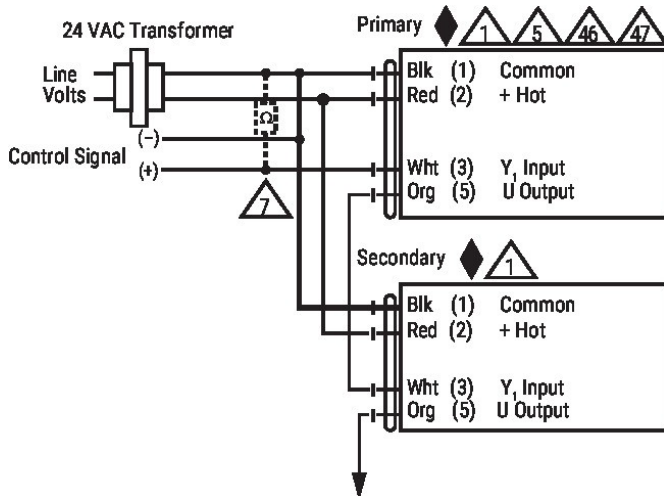 24 VAC Transformer
Line
Volts
(−)
Control Signal
(+)
Ω
7
Primary 1 5 46 47
Blk (1) Common
Red (2) + Hot
Wht (3) Y₁ Input
Org (5) U Output
Secondary 1
Blk (1) Common
Red (2) + Hot
Wht (3) Y₁ Input
Org (5) U Output